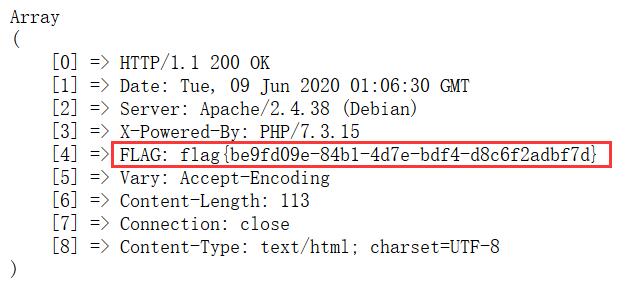 Array
(
[0] => HTTP/1.1 200 OK
[1] => Date: Tue, 09 Jun 2020 01:06:30 GMT
[2] => Server: Apache/2.4.38 (Debian)
[3] => X-Powered-By: PHP/7.3.15
[4] => FLAG: flag{be9fd09e-84b1-4d7e-bdf4-d8c6f2adbf7d}
[5] => Vary: Accept-Encoding
[6] => Content-Length: 113
[7] => Connection: close
[8] => Content-Type: text/html; charset=UTF-8
)